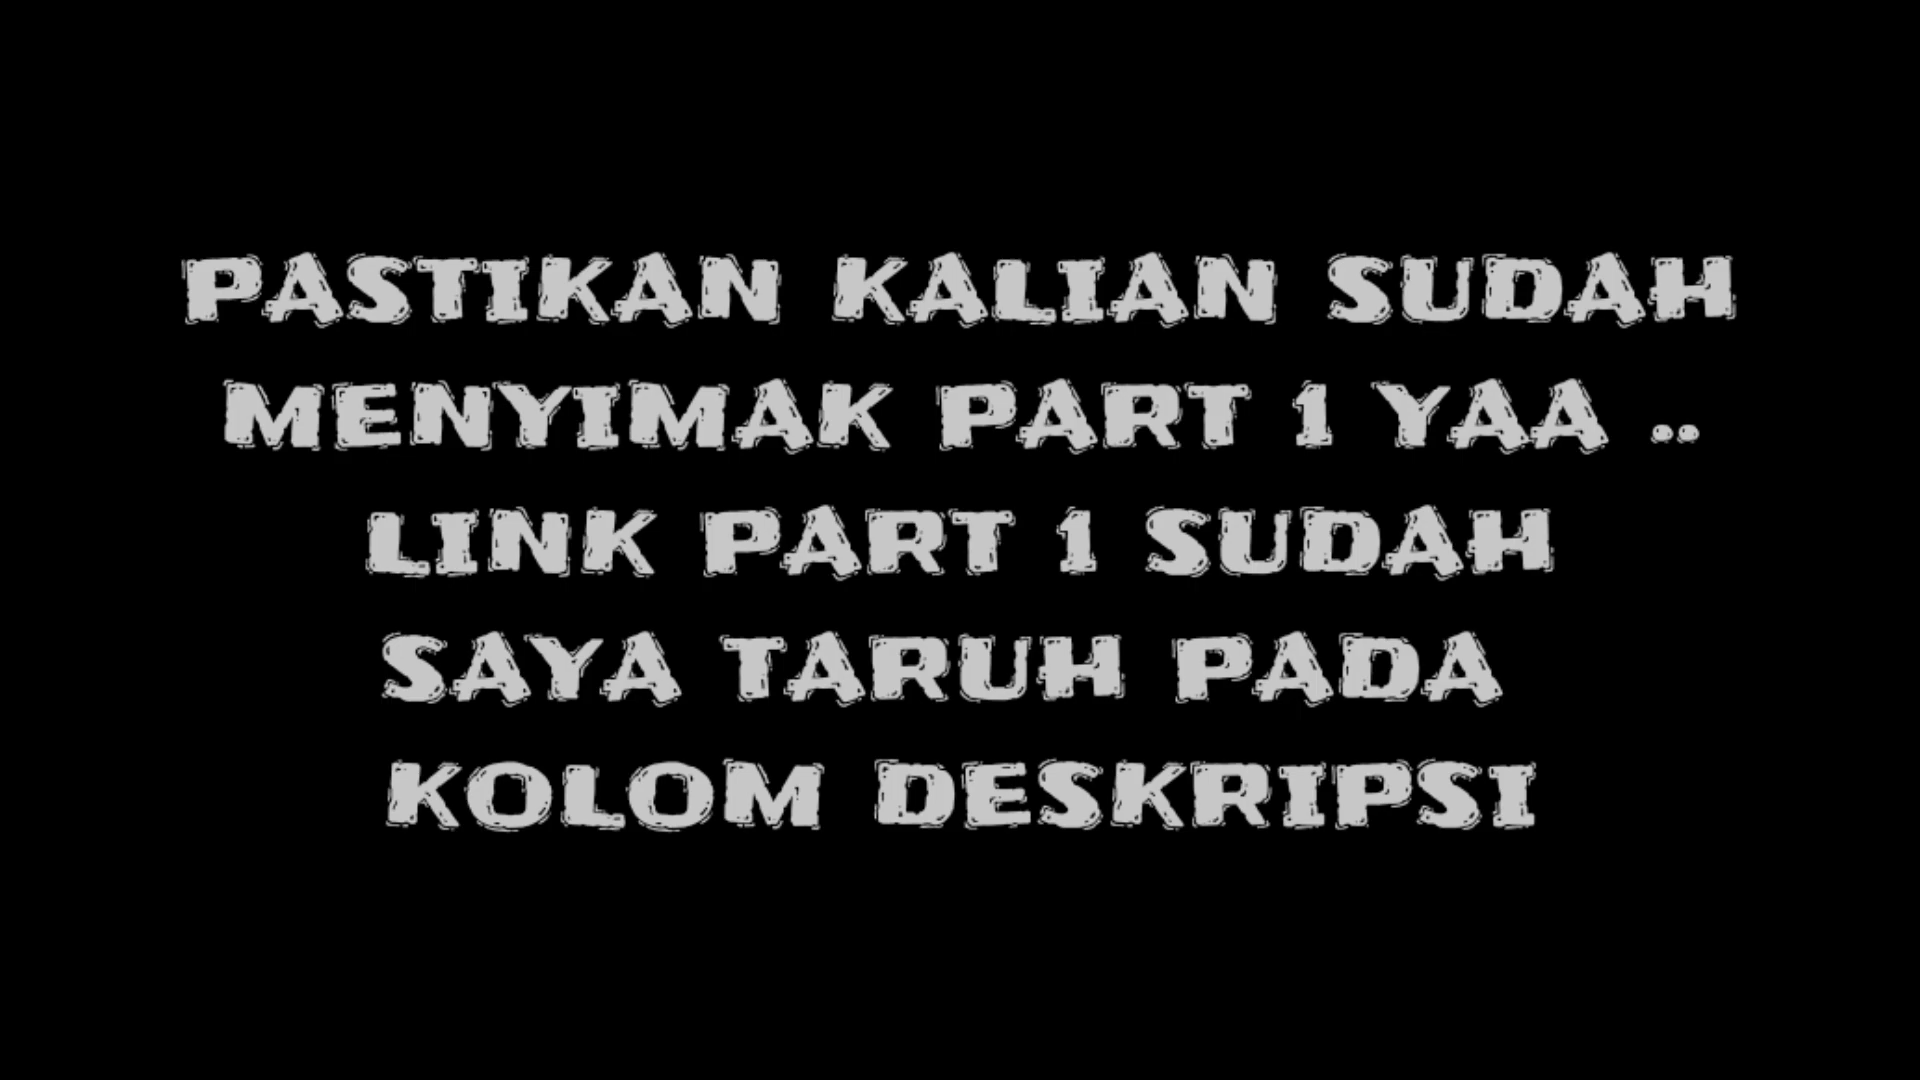 PASTIKAN KALIAN SUDAH
MENYIMAK PART 1 YAA ..
LINK PART 1 SUDAH
SAYA TARUH PADA
KOLOM DESKRIPSI